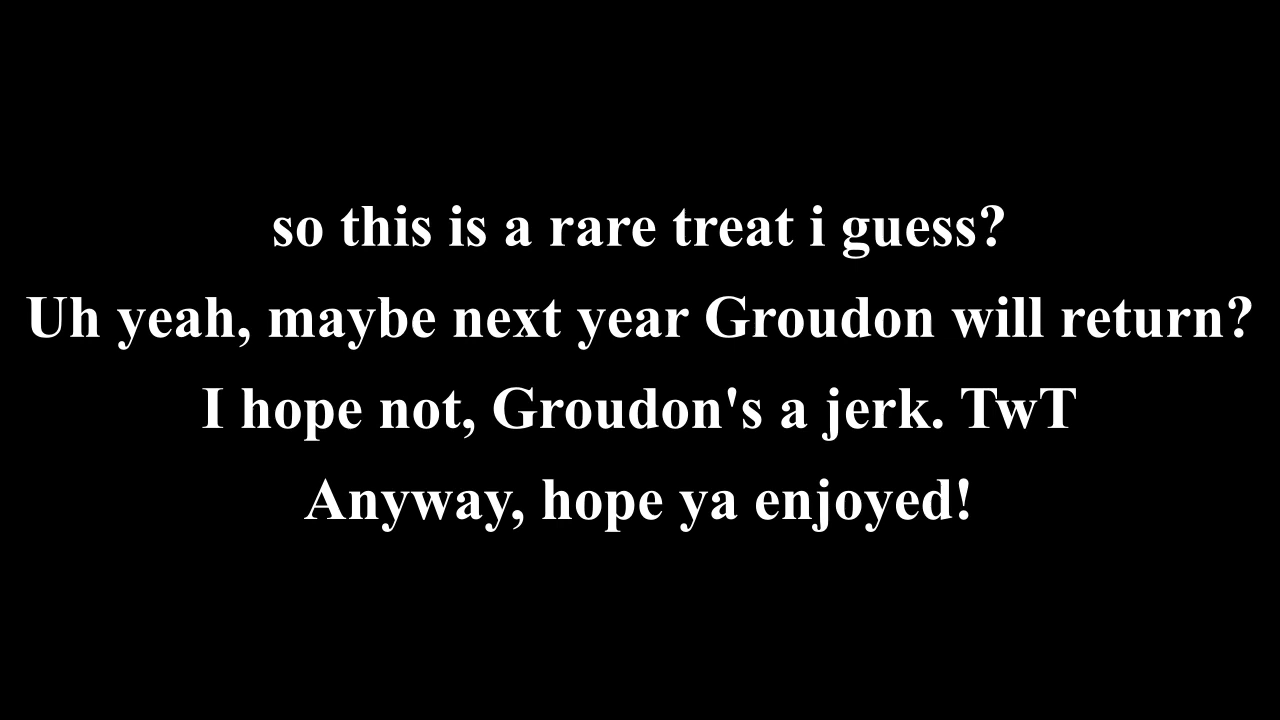 so this is a rare treat i guess?
Uh yeah, maybe next year Groudon will return?
I hope not, Groudon's a jerk. TwT
Anyway, hope ya enjoyed!